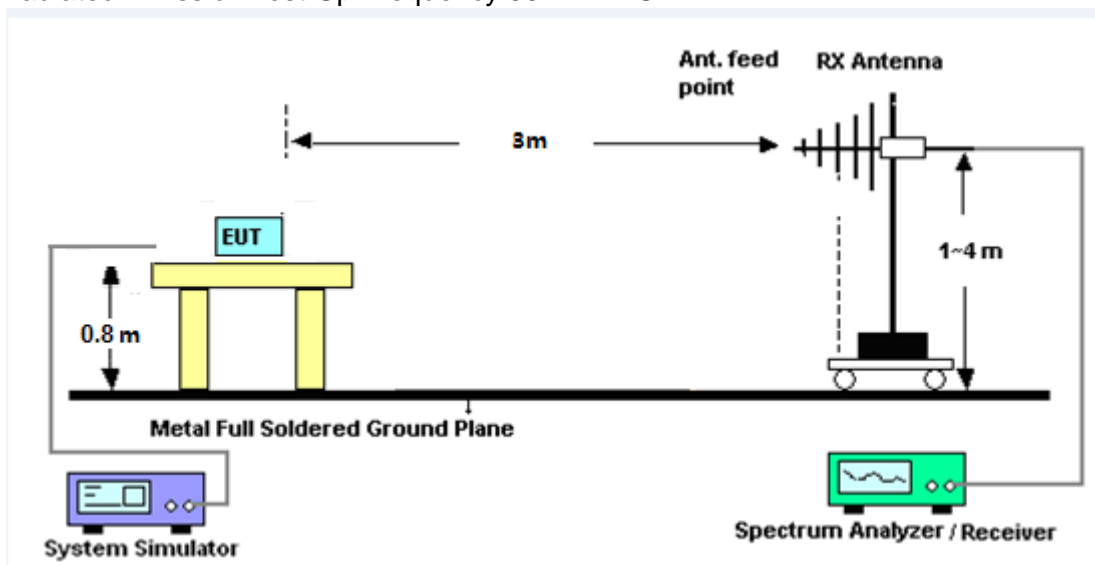 Ant. feed
point
RX Antenna
3m
EUT
1~4 m
0.8 m
Metal Full Soldered Ground Plane
System Simulator
Spectrum Analyzer / Receiver